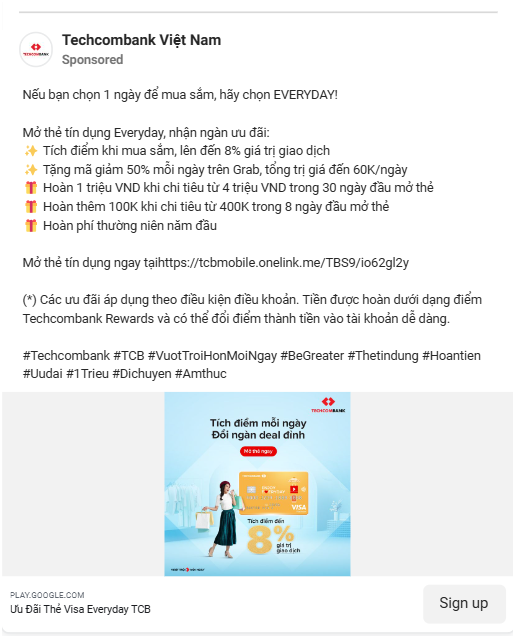 TECHCOMBANK
Techcombank Việt Nam
Sponsored
Nếu bạn chọn 1 ngày để mua sắm, hãy chọn EVERYDAY!
Mở thẻ tín dụng Everyday, nhận ngàn ưu đãi:
✨ Tích điểm khi mua sắm, lên đến 8% giá trị giao dịch
✨ Tặng mã giảm 50% mỗi ngày trên Grab, tổng trị giá đến 60K/ngày
🎁 Hoàn 1 triệu VND khi chi tiêu từ 4 triệu VND trong 30 ngày đầu mở thẻ
🎁 Hoàn thêm 100K khi chi tiêu từ 400K trong 8 ngày đầu mở thẻ
🎁 Hoàn phí thường niên năm đầu
Mở thẻ tín dụng ngay tạihttps://tcbmobile.onelink.me/TBS9/io62gl2y
(*) Các ưu đãi áp dụng theo điều kiện điều khoản. Tiền được hoàn dưới dạng điểm
Techcombank Rewards và có thể đổi điểm thành tiền vào tài khoản dễ dàng.
#Techcombank #TCB #VuotTroiHonMoiNgay #BeGreater #Thetindung #Hoantien
#Uudai #1Trieu #Dichuyen #Amthuc
TECHCOMBANK
Tích điểm mỗi ngày
Đổi ngàn deal đỉnh
Mở thẻ ngay
VISA
Tích điểm đến
8%
giá trị
giao dịch
PLAY.GOOGLE.COM
Ưu Đãi Thẻ Visa Everyday TCB
Sign up